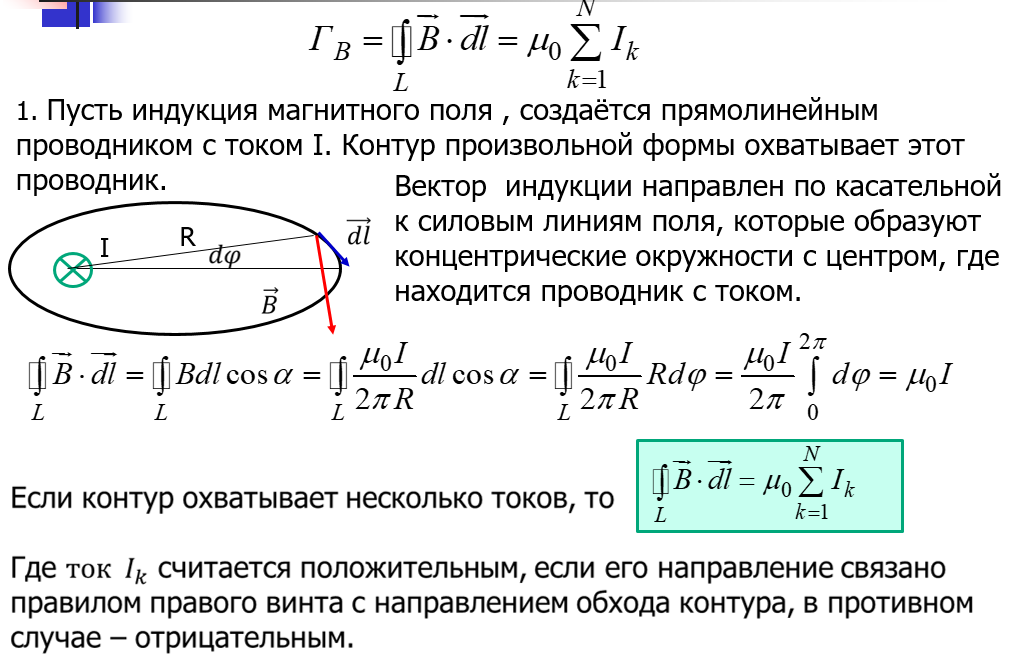 Γ_B = ∮_L B⃗ · dl⃗ = μ₀ ∑_{k=1}^{N} I_k
1. Пусть индукция магнитного поля , создаётся прямолинейным
проводником с током I. Контур произвольной формы охватывает этот
проводник.
Вектор индукции направлен по касательной
к силовым линиям поля, которые образуют
концентрические окружности с центром, где
находится проводник с током.
I
R
dφ
dl⃗
B⃗
∮_L B⃗ · dl⃗ = ∮_L Bdl cos α = ∮_L (μ₀I / 2πR) dl cos α = ∮_L (μ₀I / 2πR) Rdφ = (μ₀I / 2π) ∫_0^{2π} dφ = μ₀I
Если контур охватывает несколько токов, то
∮_L B⃗ · dl⃗ = μ₀ ∑_{k=1}^{N} I_k
Где ток I_k считается положительным, если его направление связано
правилом правого винта с направлением обхода контура, в противном
случае – отрицательным.